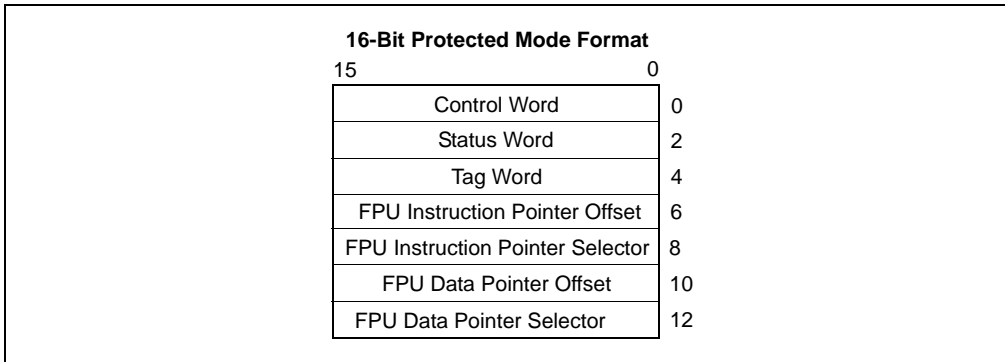 16-Bit Protected Mode Format
15 0
Control Word 0
Status Word 2
Tag Word 4
FPU Instruction Pointer Offset 6
FPU Instruction Pointer Selector 8
FPU Data Pointer Offset 10
FPU Data Pointer Selector 12